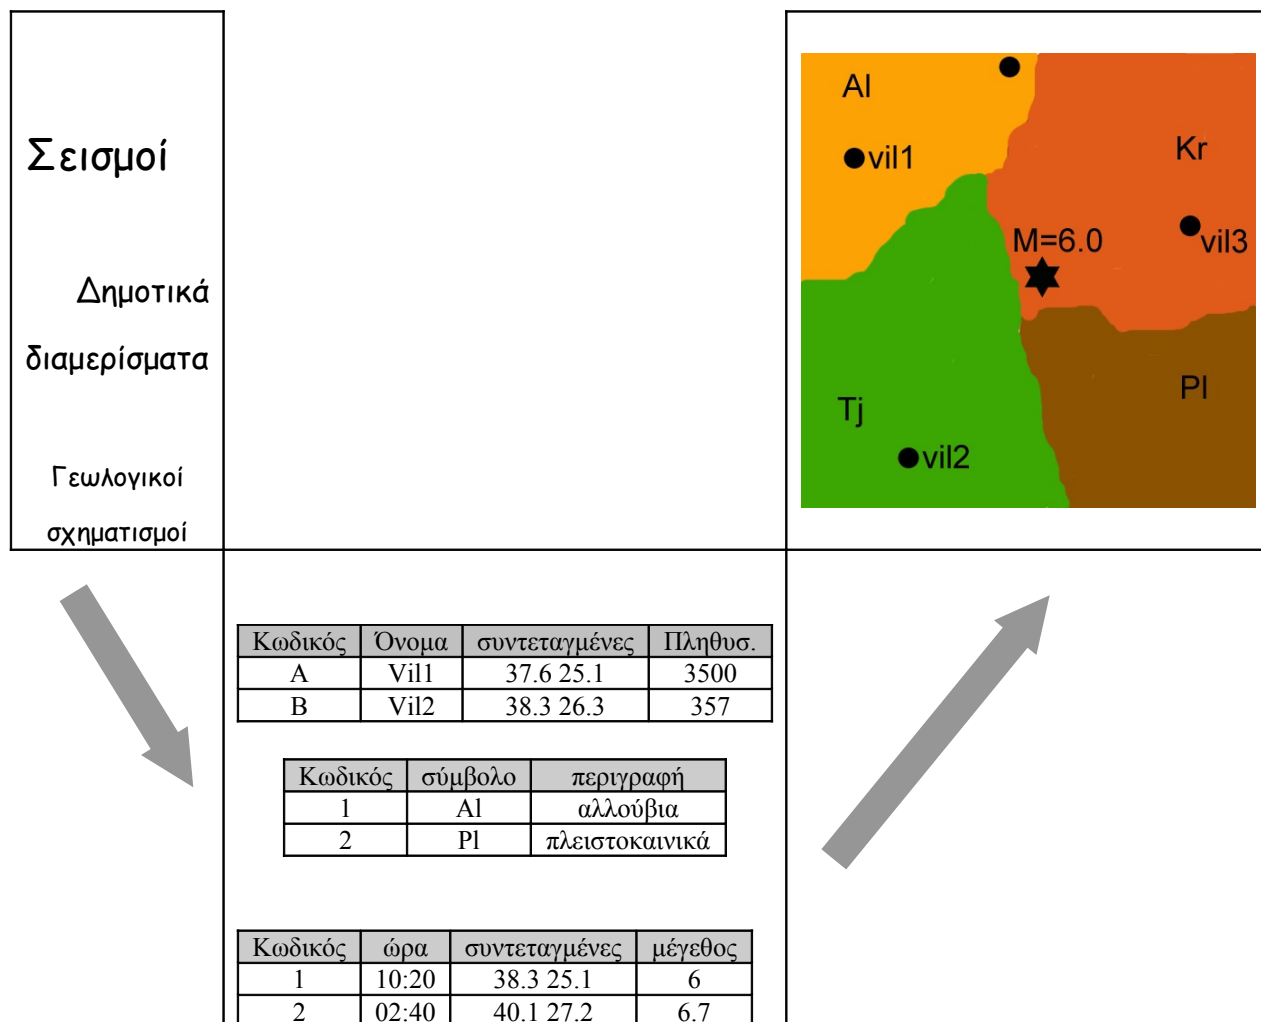 Σεισμοί
Δημοτικά
διαμερίσματα
Γεωλογικοί
σχηματισμοί
Al
vil1
Kr
M=6.0
vil3
Tj
Pl
vil2
Κωδικός Όνομα συντεταγμένες Πληθυσ.
A Vil1 37.6 25.1 3500
B Vil2 38.3 26.3 357
Κωδικός σύμβολο περιγραφή
1 Al αλλούβια
2 Pl πλειστοκαινικά
Κωδικός ώρα συντεταγμένες μέγεθος
1 10:20 38.3 25.1 6
2 02:40 40.1 27.2 6.7